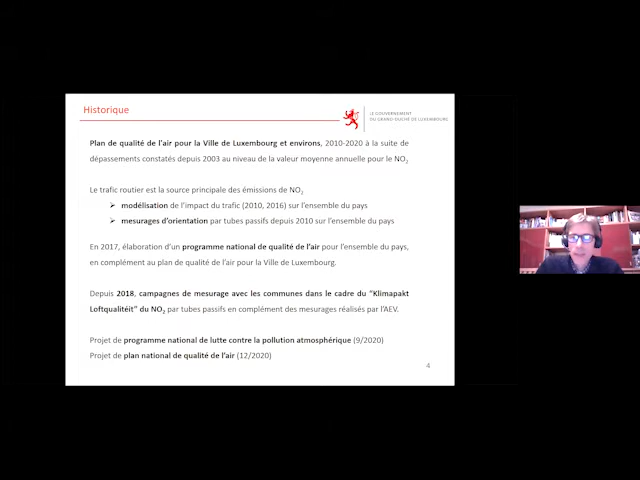 Historique
LE GOUVERNEMENT
DU GRAND-DUCHÉ DE LUXEMBOURG
Plan de qualité de l'air pour la Ville de Luxembourg et environs, 2010-2020 à la suite de
dépassements constatés depuis 2003 au niveau de la valeur moyenne annuelle pour le NO2
Le trafic routier est la source principale des émissions de NO2
➢ modélisation de l'impact du trafic (2010, 2016) sur l'ensemble du pays
➢ mesurages d'orientation par tubes passifs depuis 2010 sur l'ensemble du pays
En 2017, élaboration d'un programme national de qualité de l'air pour l'ensemble du pays,
en complément au plan de qualité de l'air pour la Ville de Luxembourg.
Depuis 2018, campagnes de mesurage avec les communes dans le cadre du “Klimapakt
Loftqualitéit” du NO2 par tubes passifs en complément des mesurages réalisés par l'AEV.
Projet de programme national de lutte contre la pollution atmosphérique (9/2020)
Projet de plan national de qualité de l'air (12/2020)
4